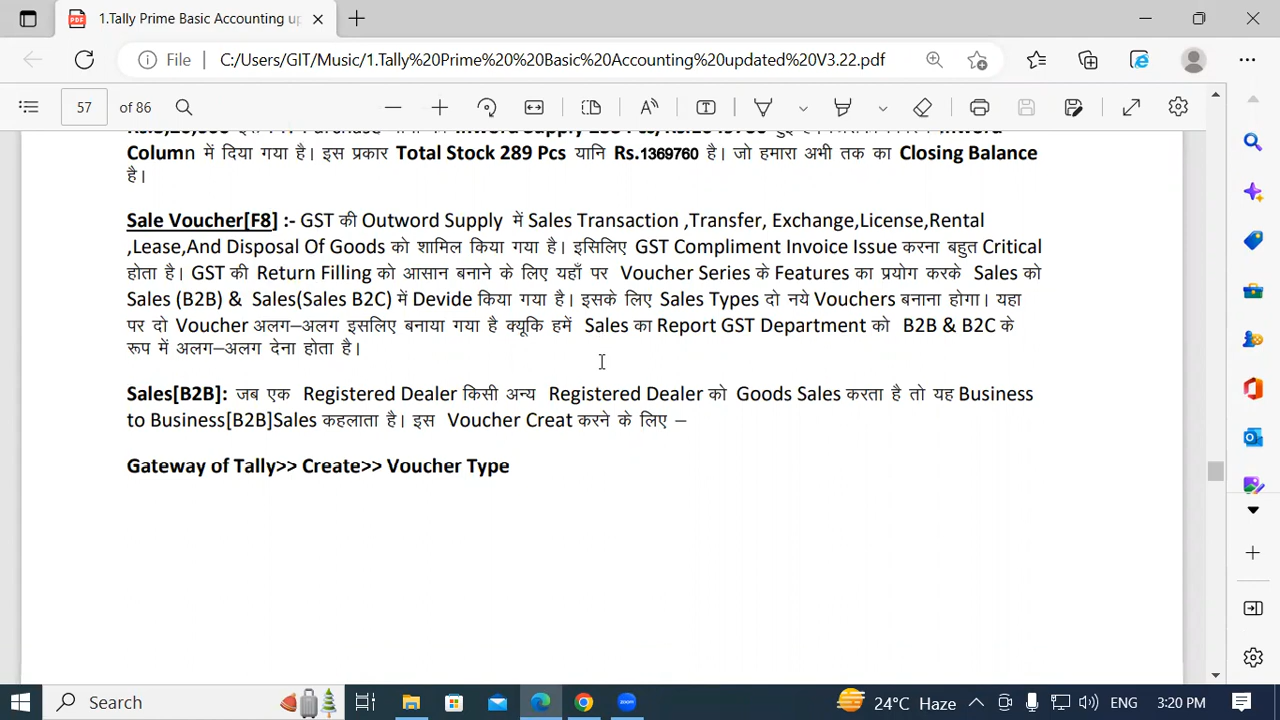 1.Tally Prime Basic Accounting up
File
C:/Users/GIT/Music/1.Tally%20Prime%20%20Basic%20Accounting%20updated%20V3.22.pdf
57 of 86
Column में दिया गया है। इस प्रकार Total Stock 289 Pcs यानि Rs.1369760 है। जो हमारा अभी तक का Closing Balance
है।
Sale Voucher[F8] :- GST की Outword Supply में Sales Transaction ,Transfer, Exchange,License,Rental
,Lease,And Disposal Of Goods को शामिल किया गया है। इसिलिए GST Compliment Invoice Issue करना बहुत Critical
होता है। GST की Return Filling को आसान बनाने के लिए यहाँ पर Voucher Series के Features का प्रयोग करके Sales को
Sales (B2B) & Sales(Sales B2C) में Devide किया गया है। इसके लिए Sales Types दो नये Vouchers बनाना होगा। यहा
पर दो Voucher अलग–अलग इसलिए बनाया गया है क्यूकि हमें Sales का Report GST Department को B2B & B2C के
रूप में अलग–अलग देना होता है।
Sales[B2B]: जब एक Registered Dealer किसी अन्य Registered Dealer को Goods Sales करता है तो यह Business
to Business[B2B]Sales कहलाता है। इस Voucher Creat करने के लिए –
Gateway of Tally>> Create>> Voucher Type
Search
24°C Haze
ENG
3:20 PM